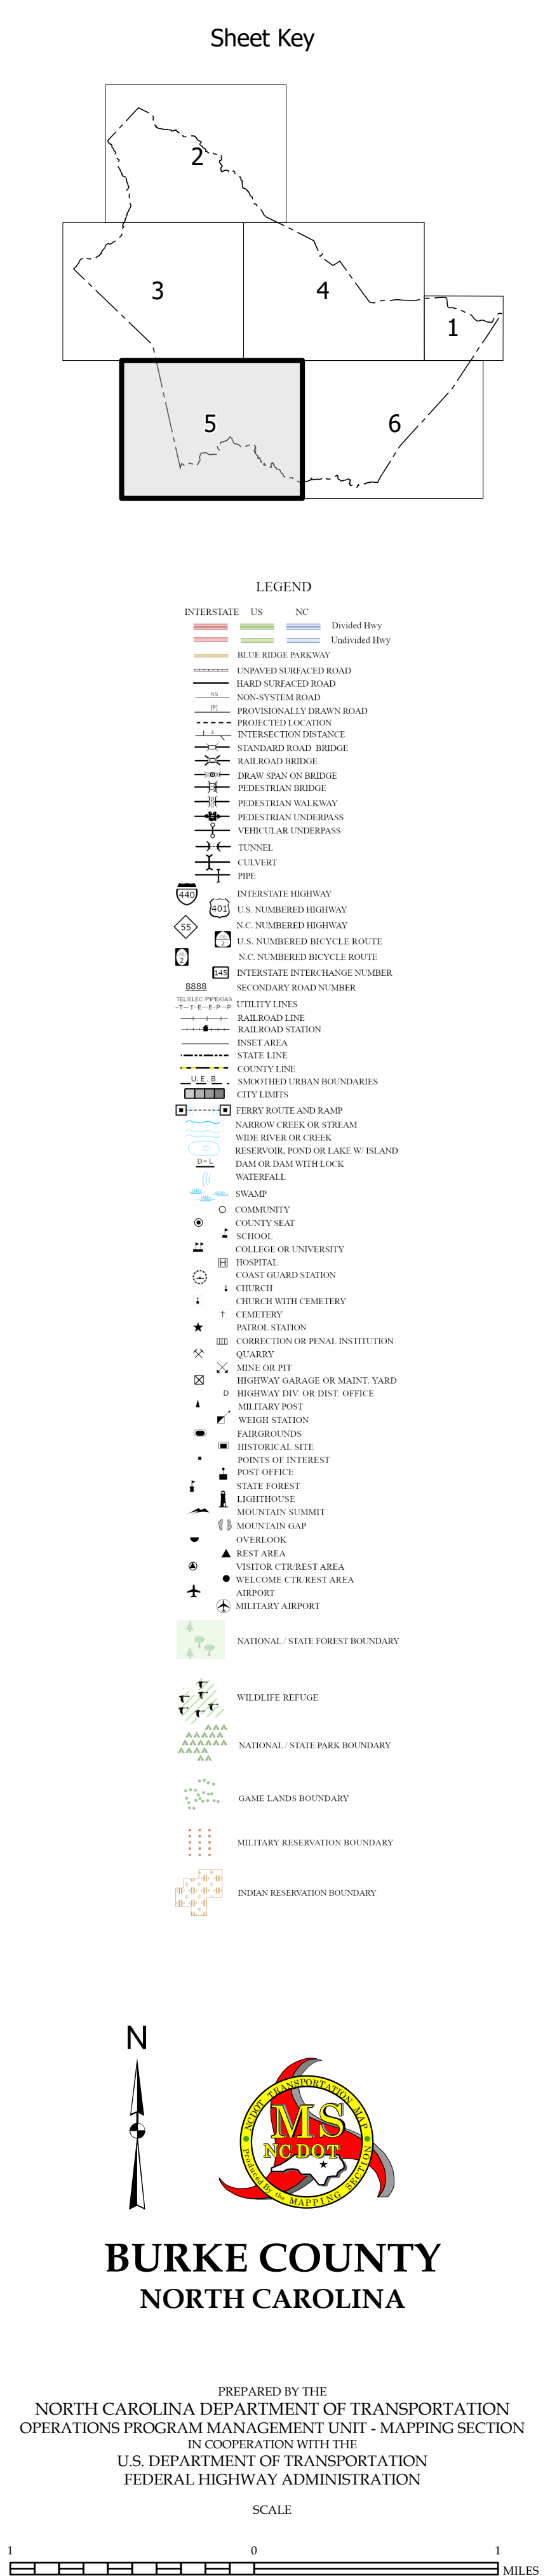 Sheet Key
2
3
4
1
5
6
LEGEND
INTERSTATE US NC
Divided Hwy
Undivided Hwy
BLUE RIDGE PARKWAY
UNPAVED SURFACED ROAD
HARD SURFACED ROAD
NS NON-SYSTEM ROAD
[P] PROVISIONALLY DRAWN ROAD
PROJECTED LOCATION
INTERSECTION DISTANCE
STANDARD ROAD BRIDGE
RAILROAD BRIDGE
DRAW SPAN ON BRIDGE
PEDESTRIAN BRIDGE
PEDESTRIAN WALKWAY
PEDESTRIAN UNDERPASS
VEHICULAR UNDERPASS
TUNNEL
CULVERT
PIPE
440 INTERSTATE HIGHWAY
401 U.S. NUMBERED HIGHWAY
55 N.C. NUMBERED HIGHWAY
2 U.S. NUMBERED BICYCLE ROUTE
2 N.C. NUMBERED BICYCLE ROUTE
145 INTERSTATE INTERCHANGE NUMBER
8888 SECONDARY ROAD NUMBER
TEL/ELEC /PIPE/GAS
–T––T–E––E–P––P UTILITY LINES
RAILROAD LINE
RAILROAD STATION
INSET AREA
STATE LINE
COUNTY LINE
U.E.B SMOOTHED URBAN BOUNDARIES
CITY LIMITS
FERRY ROUTE AND RAMP
NARROW CREEK OR STREAM
WIDE RIVER OR CREEK
RESERVOIR, POND OR LAKE W/ ISLAND
D–L DAM OR DAM WITH LOCK
WATERFALL
SWAMP
COMMUNITY
COUNTY SEAT
SCHOOL
COLLEGE OR UNIVERSITY
H HOSPITAL
COAST GUARD STATION
CHURCH
CHURCH WITH CEMETERY
CEMETERY
PATROL STATION
CORRECTION OR PENAL INSTITUTION
QUARRY
MINE OR PIT
HIGHWAY GARAGE OR MAINT. YARD
D HIGHWAY DIV. OR DIST. OFFICE
MILITARY POST
WEIGH STATION
FAIRGROUNDS
HISTORICAL SITE
POINTS OF INTEREST
POST OFFICE
STATE FOREST
LIGHTHOUSE
MOUNTAIN SUMMIT
MOUNTAIN GAP
OVERLOOK
REST AREA
VISITOR CTR/REST AREA
WELCOME CTR/REST AREA
AIRPORT
MILITARY AIRPORT
NATIONAL / STATE FOREST BOUNDARY
WILDLIFE REFUGE
NATIONAL / STATE PARK BOUNDARY
GAME LANDS BOUNDARY
MILITARY RESERVATION BOUNDARY
INDIAN RESERVATION BOUNDARY
N
NCDOT TRANSPORTATION MAP
MS
NCDOT
Produced By the MAPPING SECTION
BURKE COUNTY
NORTH CAROLINA
PREPARED BY THE
NORTH CAROLINA DEPARTMENT OF TRANSPORTATION
OPERATIONS PROGRAM MANAGEMENT UNIT - MAPPING SECTION
IN COOPERATION WITH THE
U.S. DEPARTMENT OF TRANSPORTATION
FEDERAL HIGHWAY ADMINISTRATION
SCALE
1 0 1
MILES